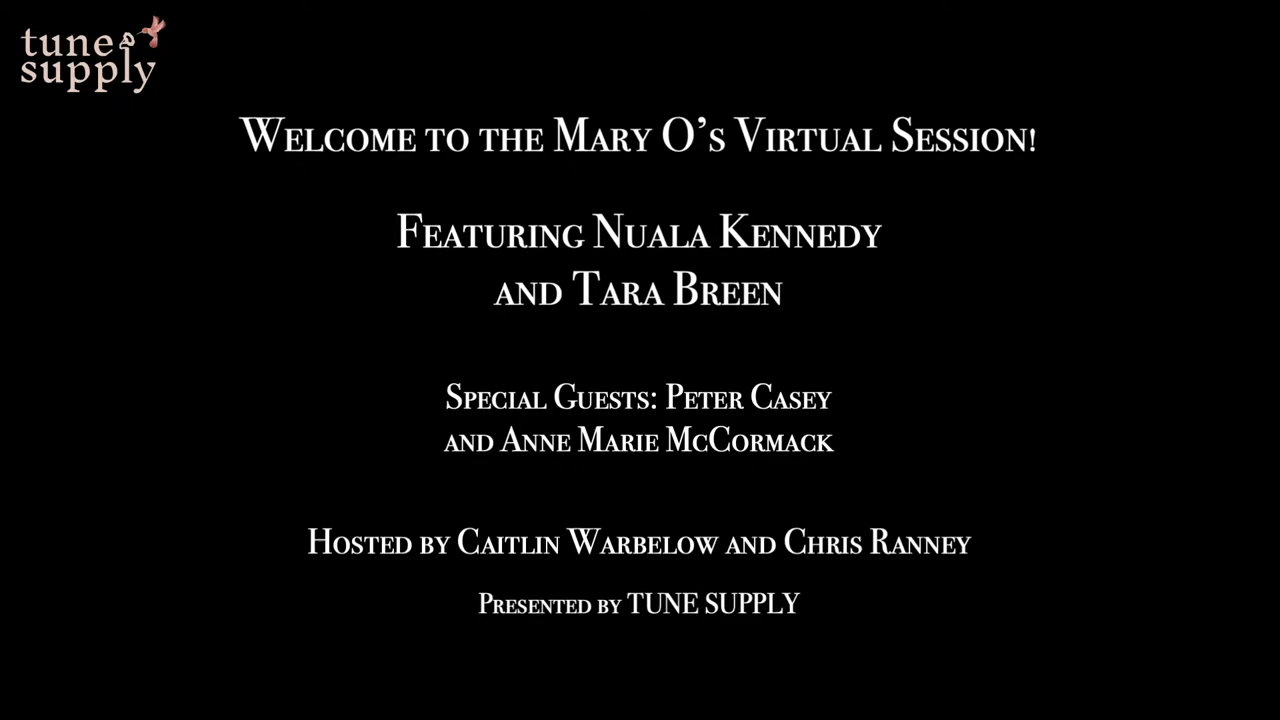 tune
supply
Welcome to the Mary O's Virtual Session!
Featuring Nuala Kennedy
and Tara Breen
Special Guests: Peter Casey
and Anne Marie McCormack
Hosted by Caitlin Warbelow and Chris Ranney
Presented by TUNE SUPPLY